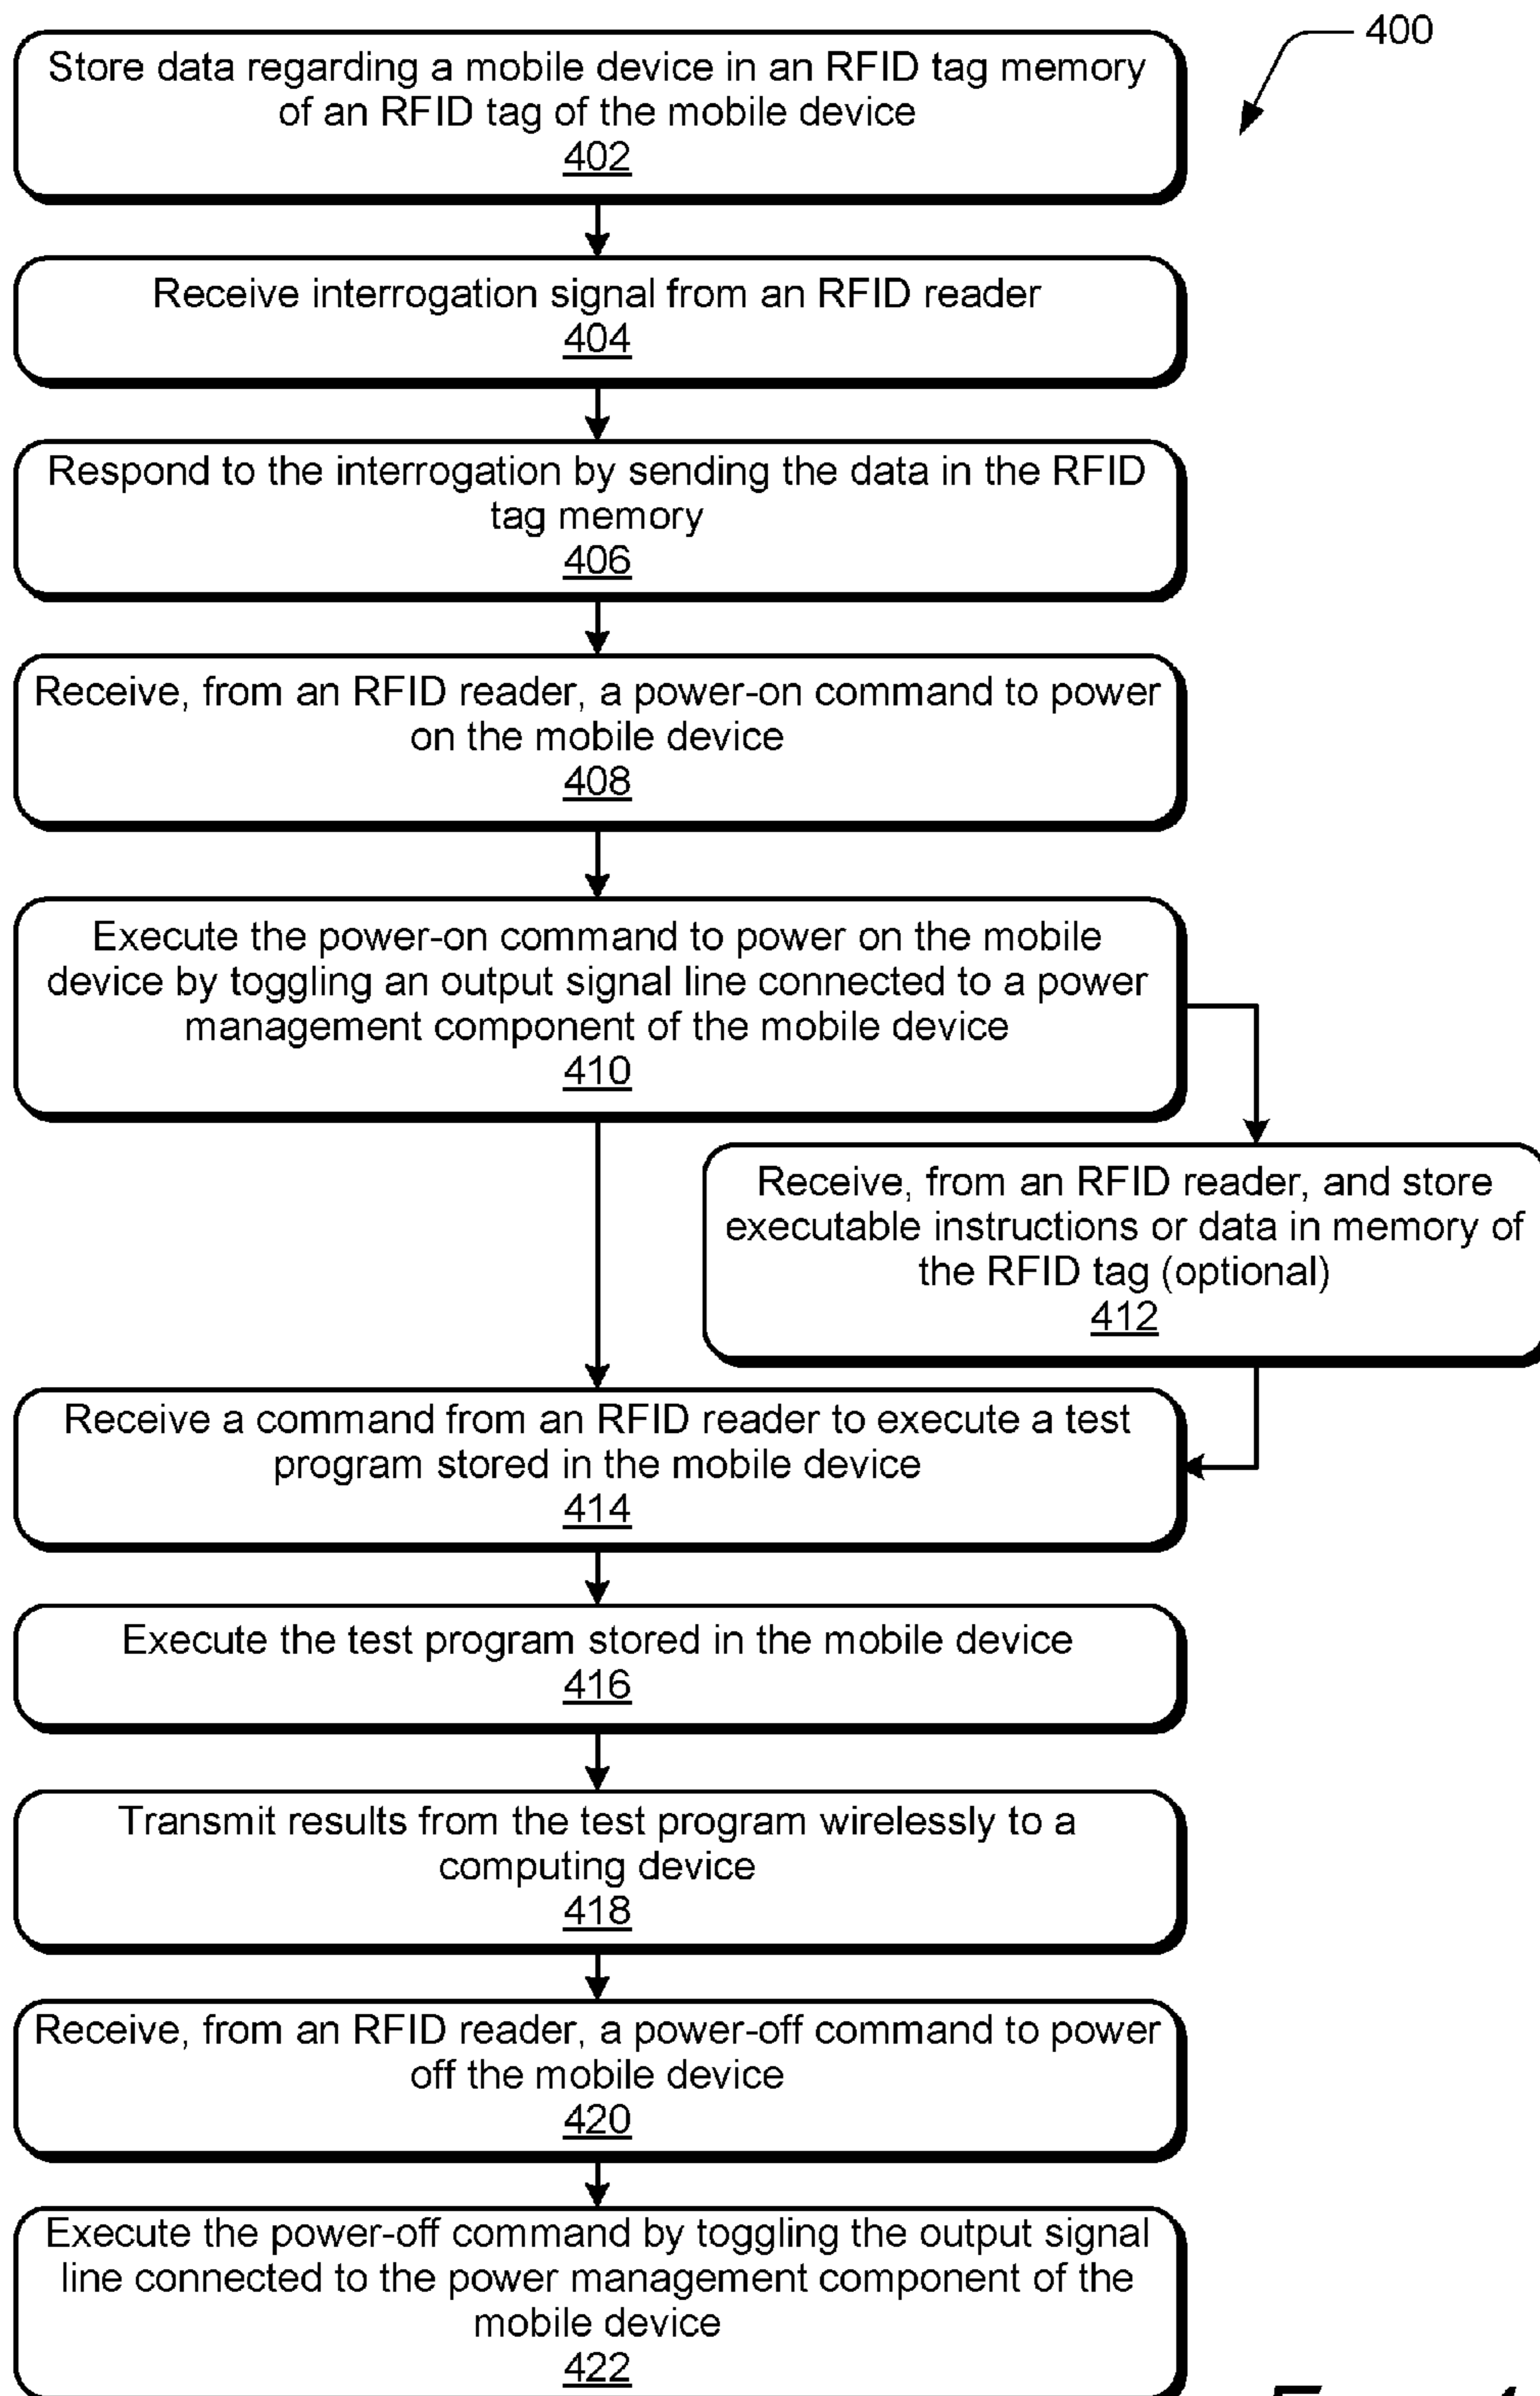 400
Store data regarding a mobile device in an RFID tag memory
of an RFID tag of the mobile device
402
Receive interrogation signal from an RFID reader
404
Respond to the interrogation by sending the data in the RFID
tag memory
406
Receive, from an RFID reader, a power-on command to power
on the mobile device
408
Execute the power-on command to power on the mobile
device by toggling an output signal line connected to a power
management component of the mobile device
410
Receive, from an RFID reader, and store
executable instructions or data in memory of
the RFID tag (optional)
412
Receive a command from an RFID reader to execute a test
program stored in the mobile device
414
Execute the test program stored in the mobile device
416
Transmit results from the test program wirelessly to a
computing device
418
Receive, from an RFID reader, a power-off command to power
off the mobile device
420
Execute the power-off command by toggling the output signal
line connected to the power management component of the
mobile device
422